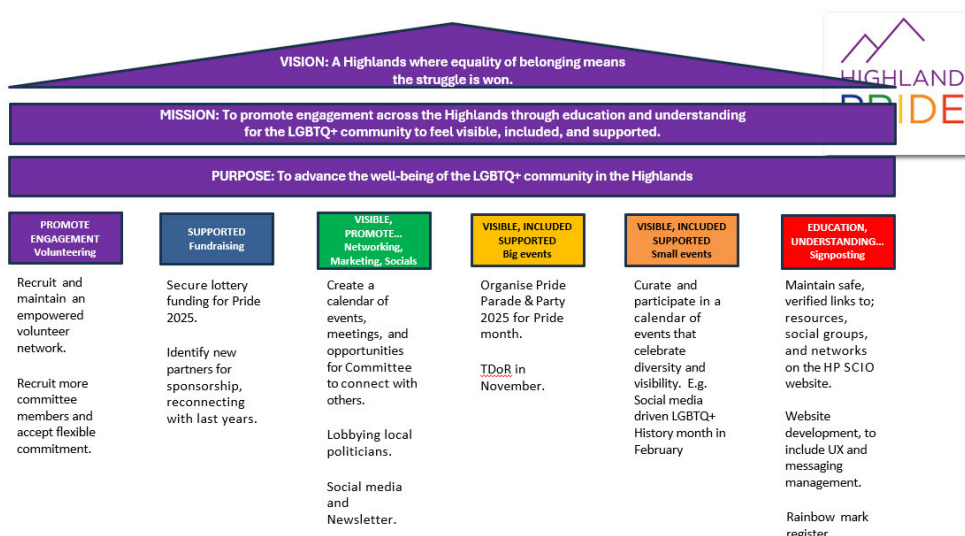 VISION: A Highlands where equality of belonging means
the struggle is won.
HIGHLAND
PRIDE
MISSION: To promote engagement across the Highlands through education and understanding
for the LGBTQ+ community to feel visible, included, and supported.
PURPOSE: To advance the well-being of the LGBTQ+ community in the Highlands
PROMOTE
ENGAGEMENT
Volunteering
Recruit and
maintain an
empowered
volunteer
network.
Recruit more
committee
members and
accept flexible
commitment.
SUPPORTED
Fundraising
Secure lottery
funding for Pride
2025.
Identify new
partners for
sponsorship,
reconnecting
with last years.
VISIBLE,
PROMOTE...
Networking,
Marketing, Socials
Create a
calendar of
events,
meetings, and
opportunities
for Committee
to connect with
others.
Lobbying local
politicians.
Social media
and
Newsletter.
VISIBLE, INCLUDED
SUPPORTED
Big events
Organise Pride
Parade & Party
2025 for Pride
month.
TDoR in
November.
VISIBLE, INCLUDED
SUPPORTED
Small events
Curate and
participate in a
calendar of
events that
celebrate
diversity and
visibility. E.g.
Social media
driven LGBTQ+
History month in
February
EDUCATION,
UNDERSTANDING...
Signposting
Maintain safe,
verified links to;
resources,
social groups,
and networks
on the HP SCIO
website.
Website
development, to
include UX and
messaging
management.
Rainbow mark
register